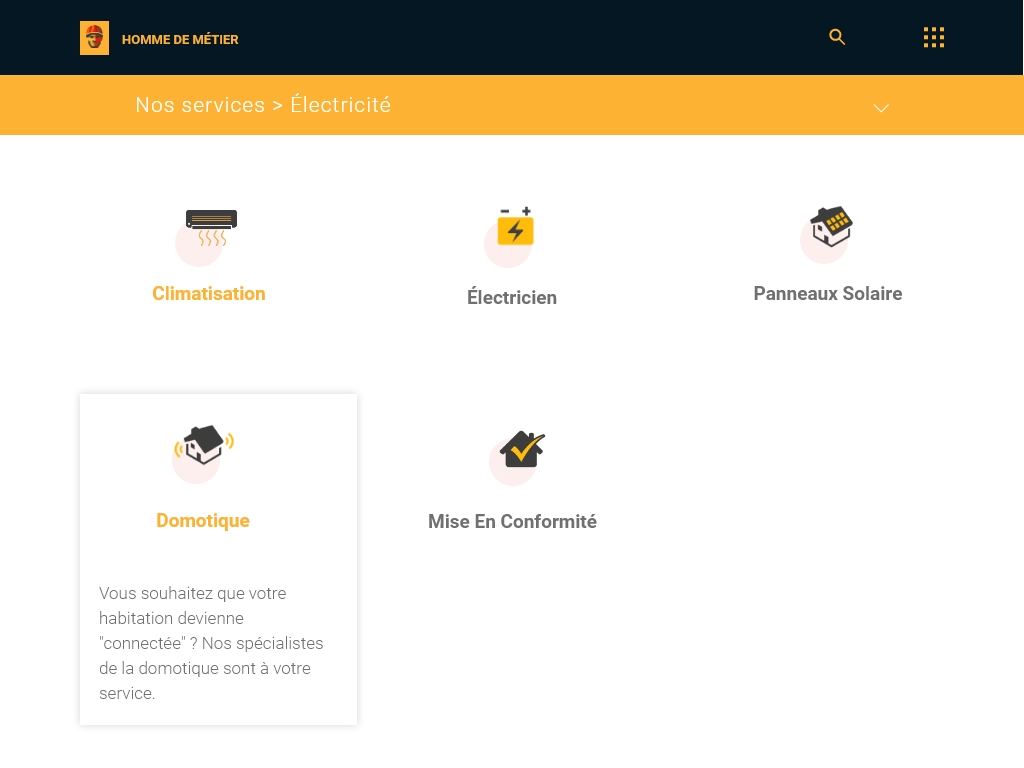 HOMME DE MÉTIER
Nos services > Électricité
Climatisation
Électricien
Panneaux Solaire
Domotique
Mise En Conformité
Vous souhaitez que votre
habitation devienne
"connectée" ? Nos spécialistes
de la domotique sont à votre
service.